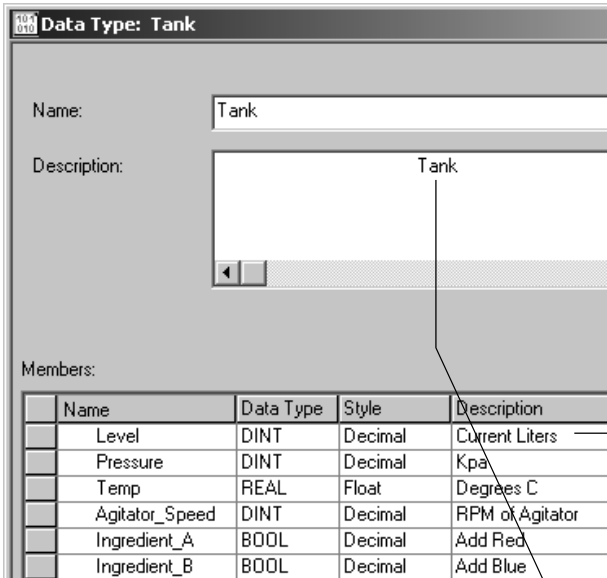 Data Type: Tank
Name: Tank
Description: Tank
Members:
Name Data Type Style Description
Level DINT Decimal Current Liters
Pressure DINT Decimal Kpa
Temp REAL Float Degrees C
Agitator_Speed DINT Decimal RPM of Agitator
Ingredient_A BOOL Decimal Add Red
Ingredient_B BOOL Decimal Add Blue